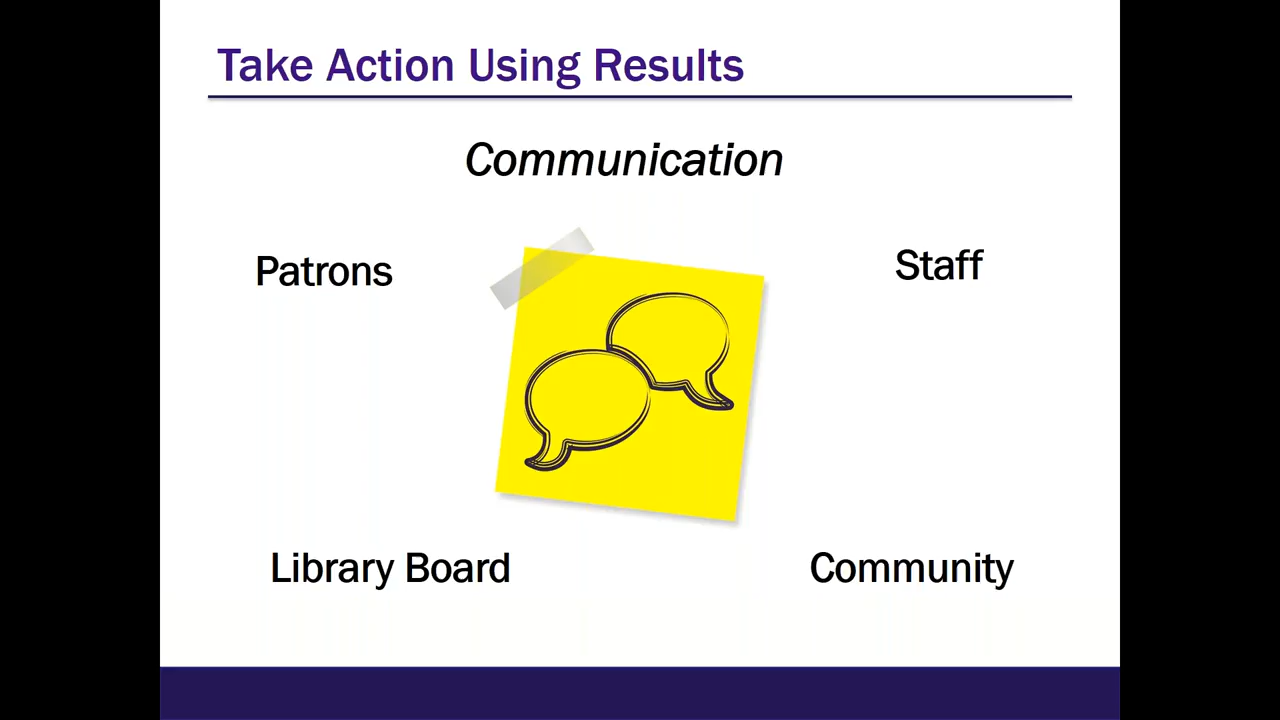 Take Action Using Results
Communication
Patrons
Staff
Library Board
Community